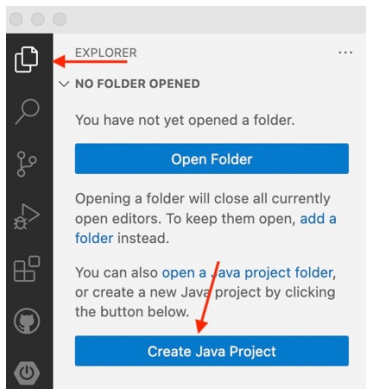 EXPLORER
NO FOLDER OPENED
You have not yet opened a folder.
Open Folder
Opening a folder will close all currently
open editors. To keep them open, add a
folder instead.
You can also open a Java project folder,
or create a new Java project by clicking
the button below.
Create Java Project